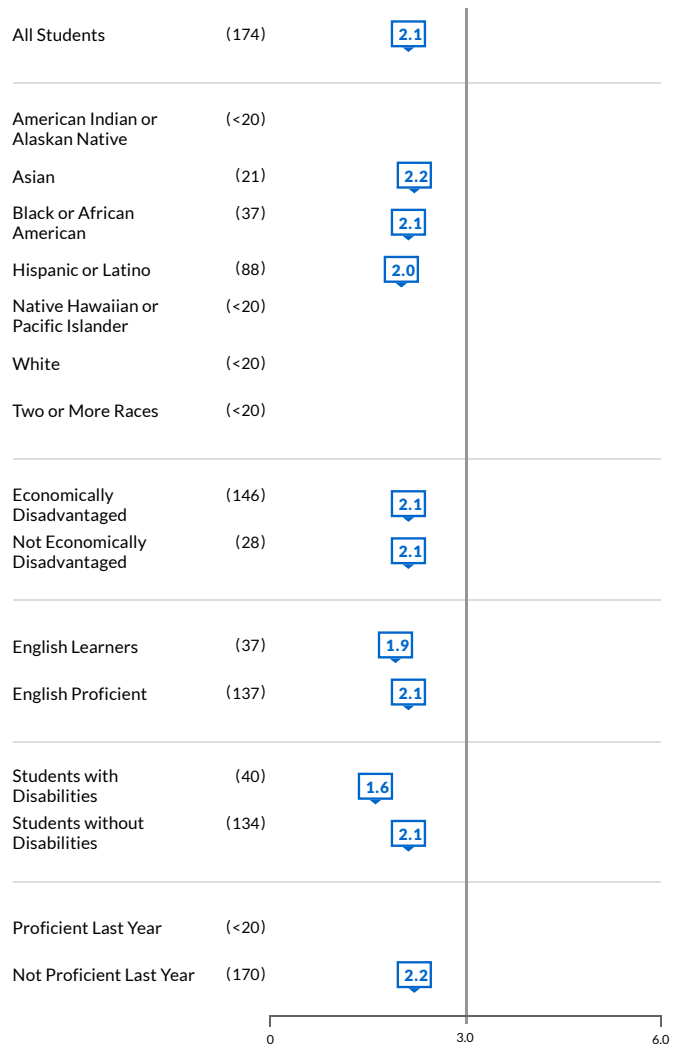 All Students (174) 2.1
American Indian or (<20)
Alaskan Native
Asian (21) 2.2
Black or African (37) 2.1
American
Hispanic or Latino (88) 2.0
Native Hawaiian or (<20)
Pacific Islander
White (<20)
Two or More Races (<20)
Economically (146) 2.1
Disadvantaged
Not Economically (28) 2.1
Disadvantaged
English Learners (37) 1.9
English Proficient (137) 2.1
Students with (40) 1.6
Disabilities
Students without (134) 2.1
Disabilities
Proficient Last Year (<20)
Not Proficient Last Year (170) 2.2
0 3.0 6.0